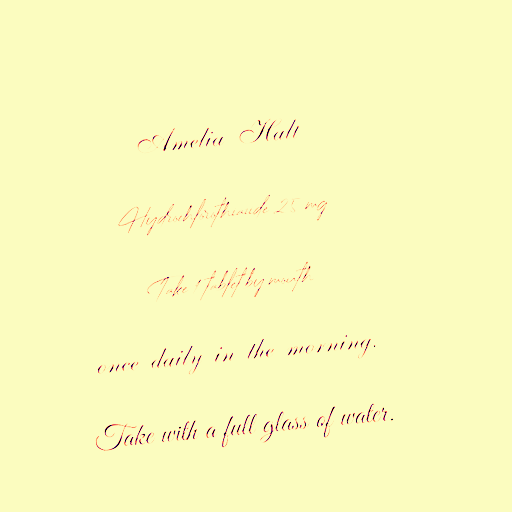 Amelia Halt
Hydrochlorothiazide 25 mg
Take 1 tablet by mouth
once daily in the morning.
Take with a full glass of water.